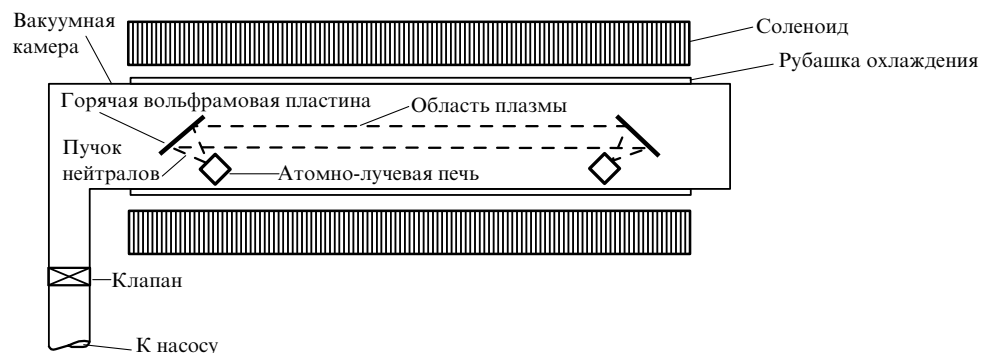 Вакуумная
камера
Соленоид
Рубашка охлаждения
Горячая вольфрамовая пластина
Область плазмы
Пучок
нейтралов
Атомно-лучевая печь
Клапан
К насосу